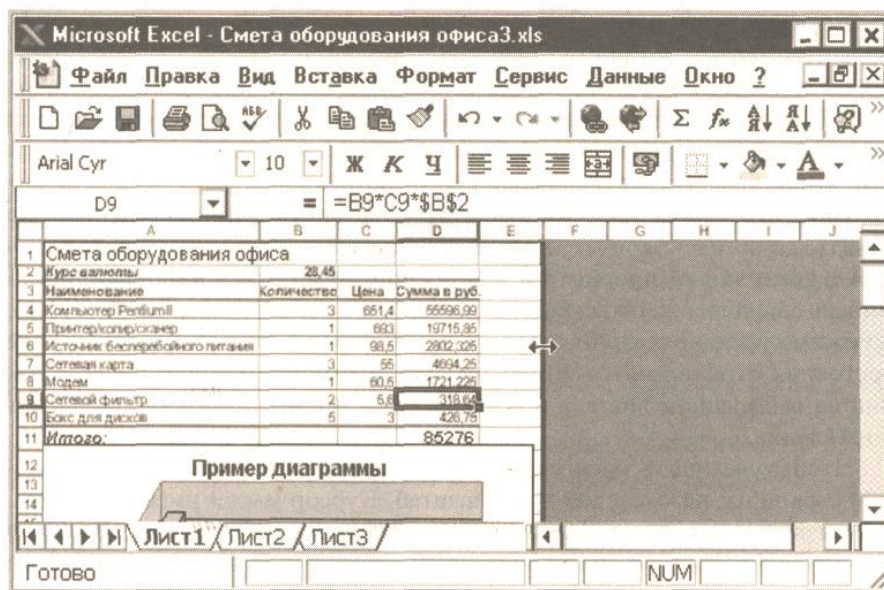 Microsoft Excel - Смета оборудования офиса3.xls
Файл Правка Вид Вставка Формат Сервис Данные Окно ?
Arial Cyr 10 Ж К Ч
D9 = =B9*C9*$B$2
A B C D E F G H I J
1 Смета оборудования офиса
2 Курс валюты 28,45
3 Наименование Количество Цена Сумма в руб.
4 Компьютер PentiumII 3 651,4 55596,99
5 Принтер/копир/сканер 1 693 19715,85
6 Источник бесперебойного питания 1 98,5 2802,325
7 Сетевая карта 3 55 4694,25
8 Модем 1 60,5 1721,225
9 Сетевой фильтр 2 5,6 318,64
10 Бокс для дисков 5 3 426,75
11 Итого: 85276
12 Пример диаграммы
13
14
Лист1 Лист2 Лист3
Готово NUM